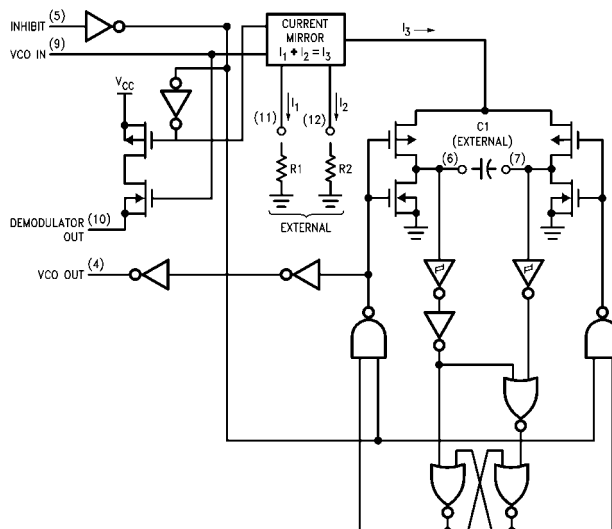 INHIBIT (5)
VCO IN (9)
CURRENT
MIRROR
I1 + I2 = I3
I3
VCC
(11)
I1
(12)
I2
R1
R2
EXTERNAL
C1
(EXTERNAL)
(6)
(7)
DEMODULATOR (10)
OUT
VCO OUT (4)